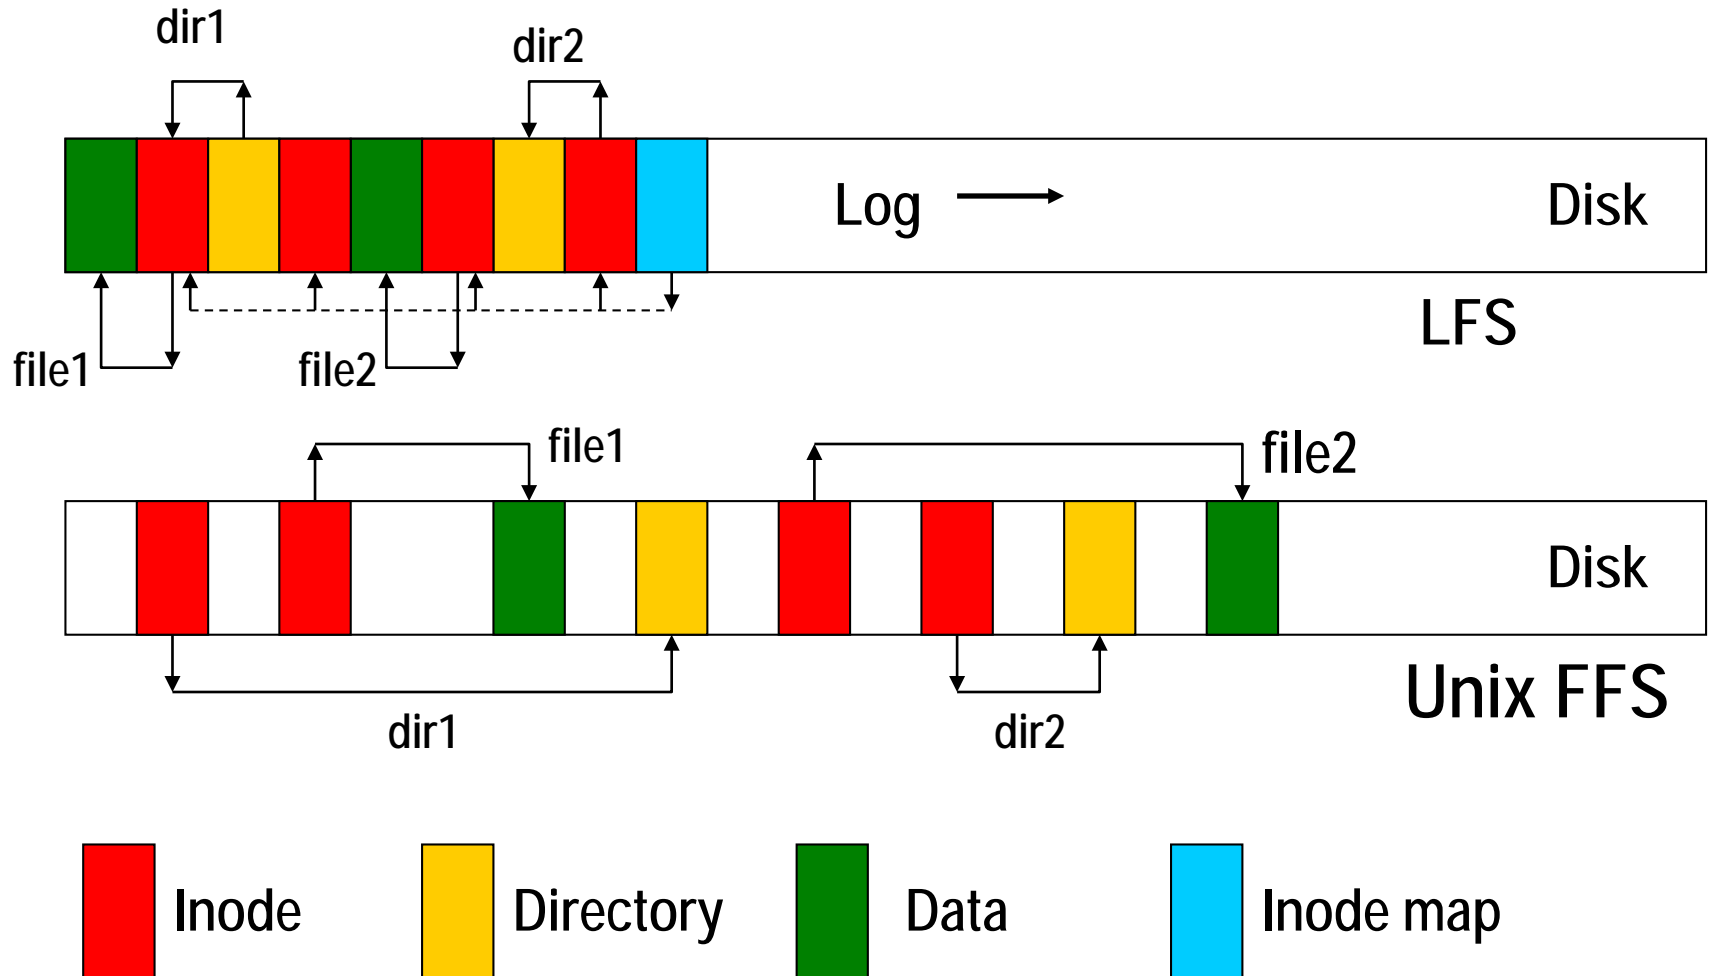 dir1
dir2
Log
Disk
LFS
file1
file2
file1
file2
Disk
Unix FFS
dir1
dir2
Inode
Directory
Data
Inode map